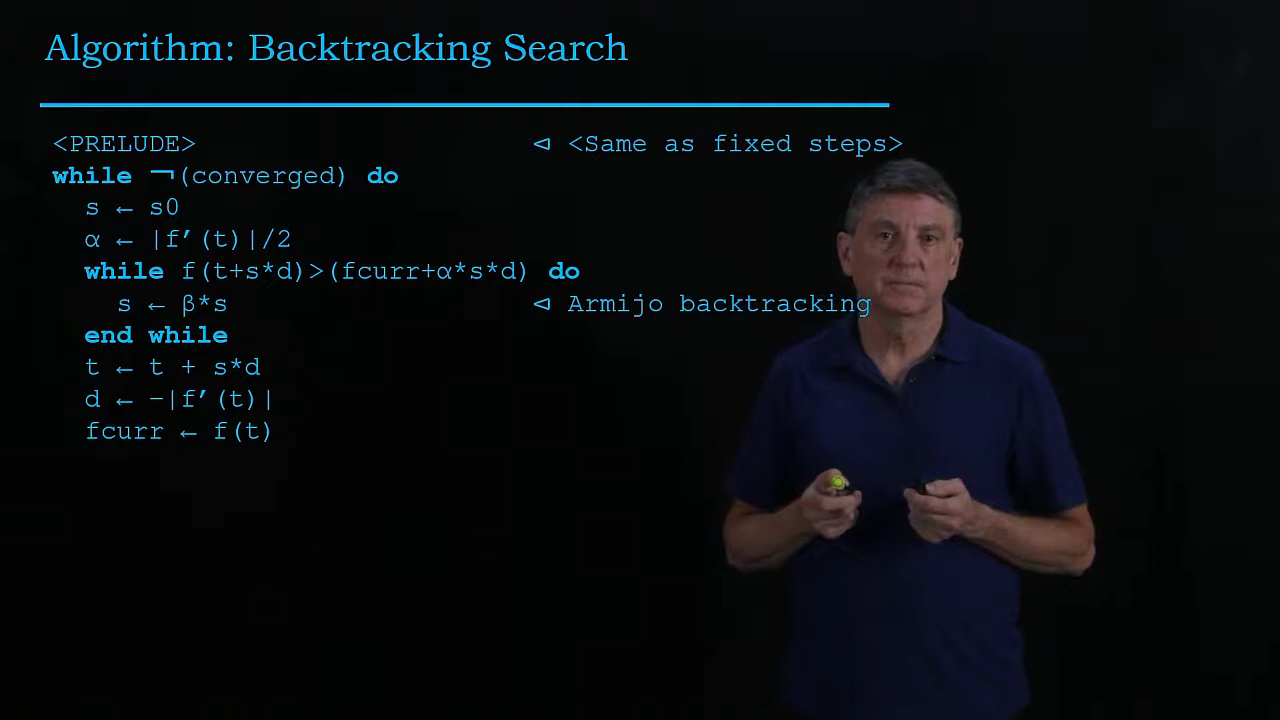 Algorithm: Backtracking Search
<PRELUDE> ⊲ <Same as fixed steps>
while ¬(converged) do
s ← s0
α ← |f′(t)|/2
while f(t+s*d)>(fcurr+α*s*d) do
s ← β*s ⊲ Armijo backtracking
end while
t ← t + s*d
d ← −|f′(t)|
fcurr ← f(t)